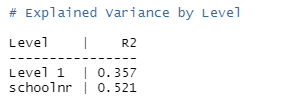 # Explained Variance by Level
Level | R2
-----------------
Level 1 | 0.357
schoolnr | 0.521